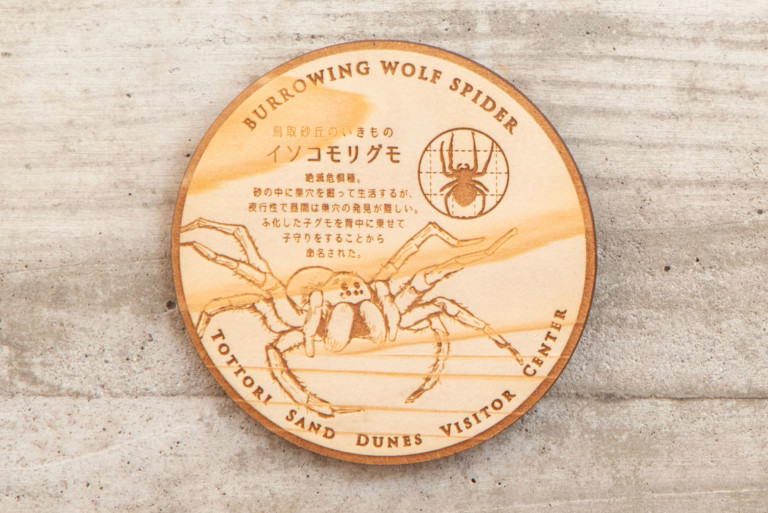 BURROWING WOLF SPIDER
鳥取砂丘のいきもの
イソコモリグモ
絶滅危惧種。
砂の中に巣穴を掘って生活するが、
夜行性で昼間は巣穴の発見が難しい。
ふ化した子グモを背中に乗せて
子守りをすることから
命名された。
TOTTORI SAND DUNES VISITOR CENTER